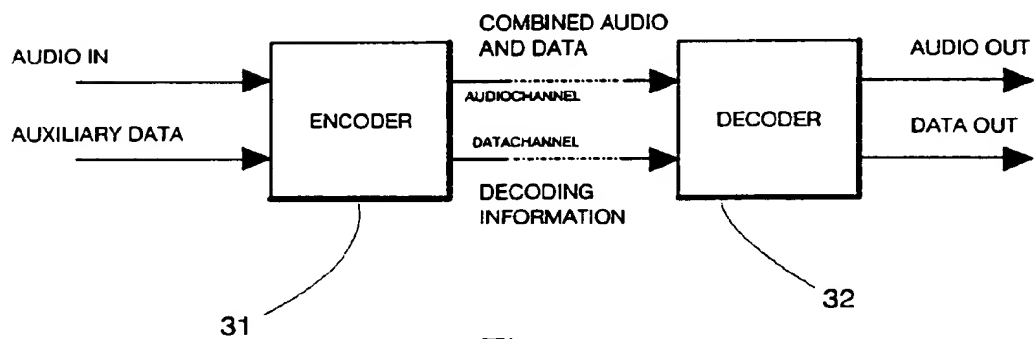 COMBINED AUDIO
AND DATA
AUDIO IN
AUDIO OUT
AUDIOCHANNEL
ENCODER
DECODER
AUXILIARY DATA
DATA OUT
DATACHANNEL
DECODING
INFORMATION
31
32